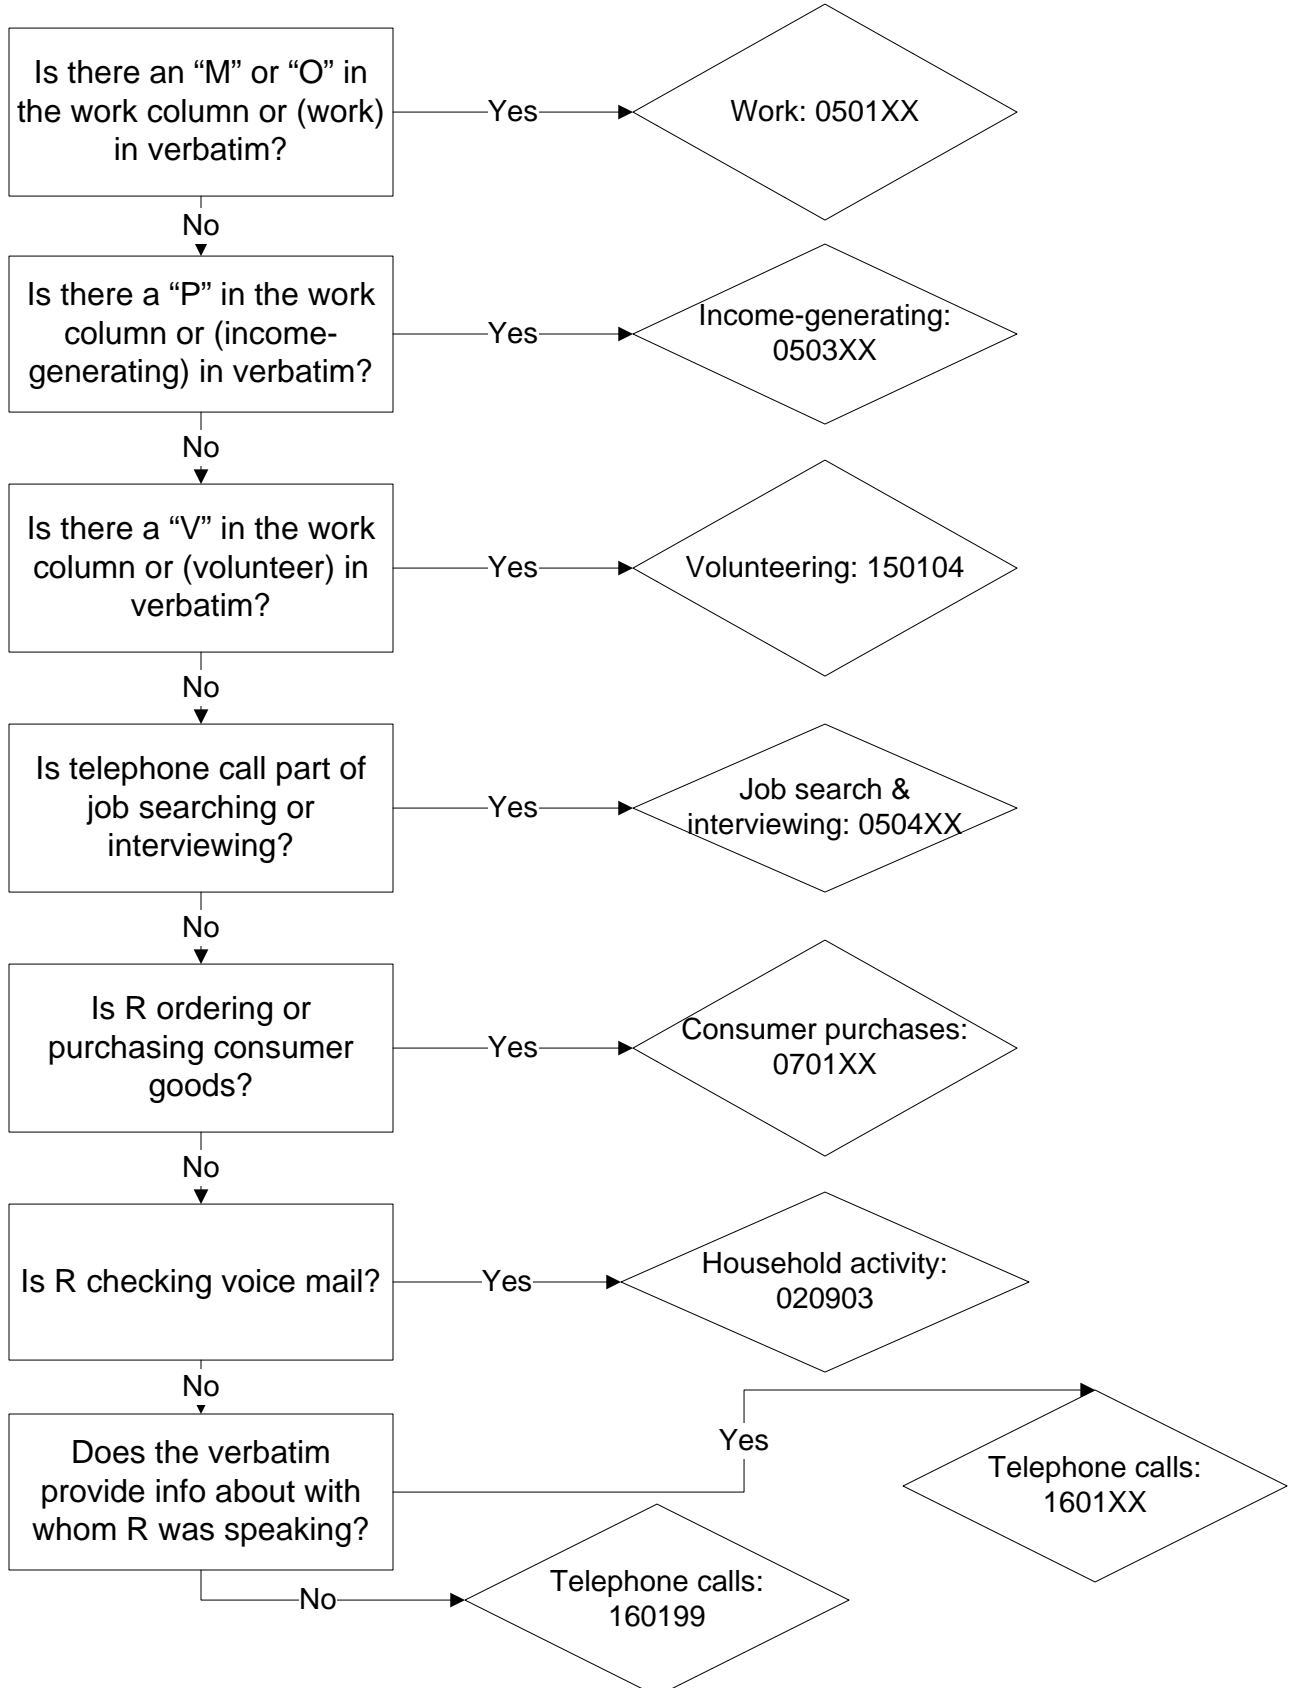 Is there an “M” or “O” in
the work column or (work)
in verbatim?
Yes
Work: 0501XX
No
Is there a “P” in the work
column or (income-
generating) in verbatim?
Yes
Income-generating:
0503XX
No
Is there a “V” in the work
column or (volunteer) in
verbatim?
Yes
Volunteering: 150104
No
Is telephone call part of
job searching or
interviewing?
Yes
Job search &
interviewing: 0504XX
No
Is R ordering or
purchasing consumer
goods?
Yes
Consumer purchases:
0701XX
No
Is R checking voice mail?
Yes
Household activity:
020903
No
Does the verbatim
provide info about with
whom R was speaking?
Yes
Telephone calls:
1601XX
No
Telephone calls:
160199